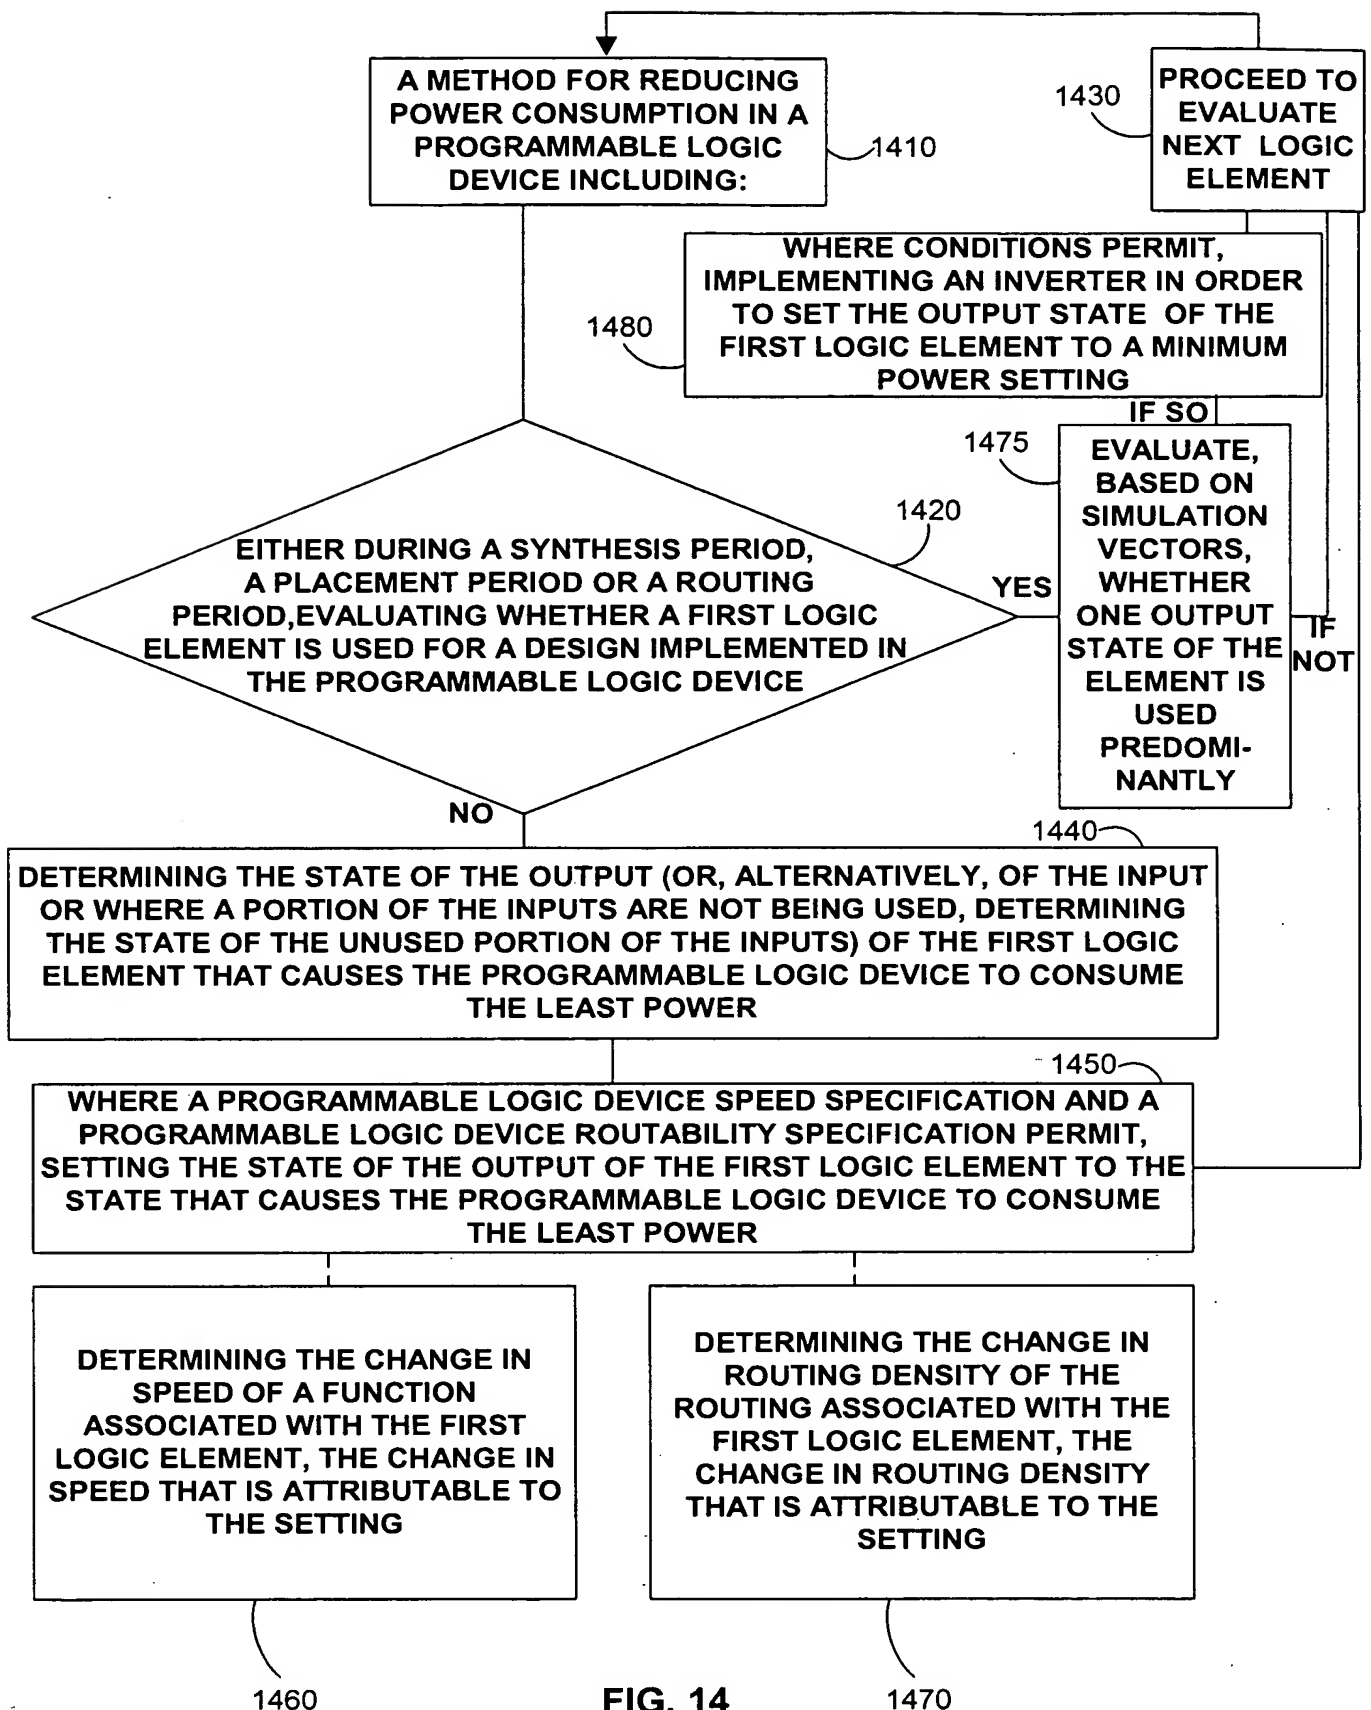 A METHOD FOR REDUCING
POWER CONSUMPTION IN A
PROGRAMMABLE LOGIC
DEVICE INCLUDING:
1410
1430
PROCEED TO
EVALUATE
NEXT LOGIC
ELEMENT
WHERE CONDITIONS PERMIT,
IMPLEMENTING AN INVERTER IN ORDER
TO SET THE OUTPUT STATE OF THE
FIRST LOGIC ELEMENT TO A MINIMUM
POWER SETTING
1480
IF SO
1475
EVALUATE,
BASED ON
SIMULATION
VECTORS,
WHETHER
ONE OUTPUT
STATE OF THE
ELEMENT IS
USED
PREDOMI-
NANTLY
IF
NOT
1420
EITHER DURING A SYNTHESIS PERIOD,
A PLACEMENT PERIOD OR A ROUTING
PERIOD,EVALUATING WHETHER A FIRST LOGIC
ELEMENT IS USED FOR A DESIGN IMPLEMENTED IN
THE PROGRAMMABLE LOGIC DEVICE
YES
NO
1440
DETERMINING THE STATE OF THE OUTPUT (OR, ALTERNATIVELY, OF THE INPUT
OR WHERE A PORTION OF THE INPUTS ARE NOT BEING USED, DETERMINING
THE STATE OF THE UNUSED PORTION OF THE INPUTS) OF THE FIRST LOGIC
ELEMENT THAT CAUSES THE PROGRAMMABLE LOGIC DEVICE TO CONSUME
THE LEAST POWER
1450
WHERE A PROGRAMMABLE LOGIC DEVICE SPEED SPECIFICATION AND A
PROGRAMMABLE LOGIC DEVICE ROUTABILITY SPECIFICATION PERMIT,
SETTING THE STATE OF THE OUTPUT OF THE FIRST LOGIC ELEMENT TO THE
STATE THAT CAUSES THE PROGRAMMABLE LOGIC DEVICE TO CONSUME
THE LEAST POWER
DETERMINING THE CHANGE IN
SPEED OF A FUNCTION
ASSOCIATED WITH THE FIRST
LOGIC ELEMENT, THE CHANGE IN
SPEED THAT IS ATTRIBUTABLE TO
THE SETTING
DETERMINING THE CHANGE IN
ROUTING DENSITY OF THE
ROUTING ASSOCIATED WITH THE
FIRST LOGIC ELEMENT, THE
CHANGE IN ROUTING DENSITY
THAT IS ATTRIBUTABLE TO THE
SETTING
1460
FIG. 14
1470